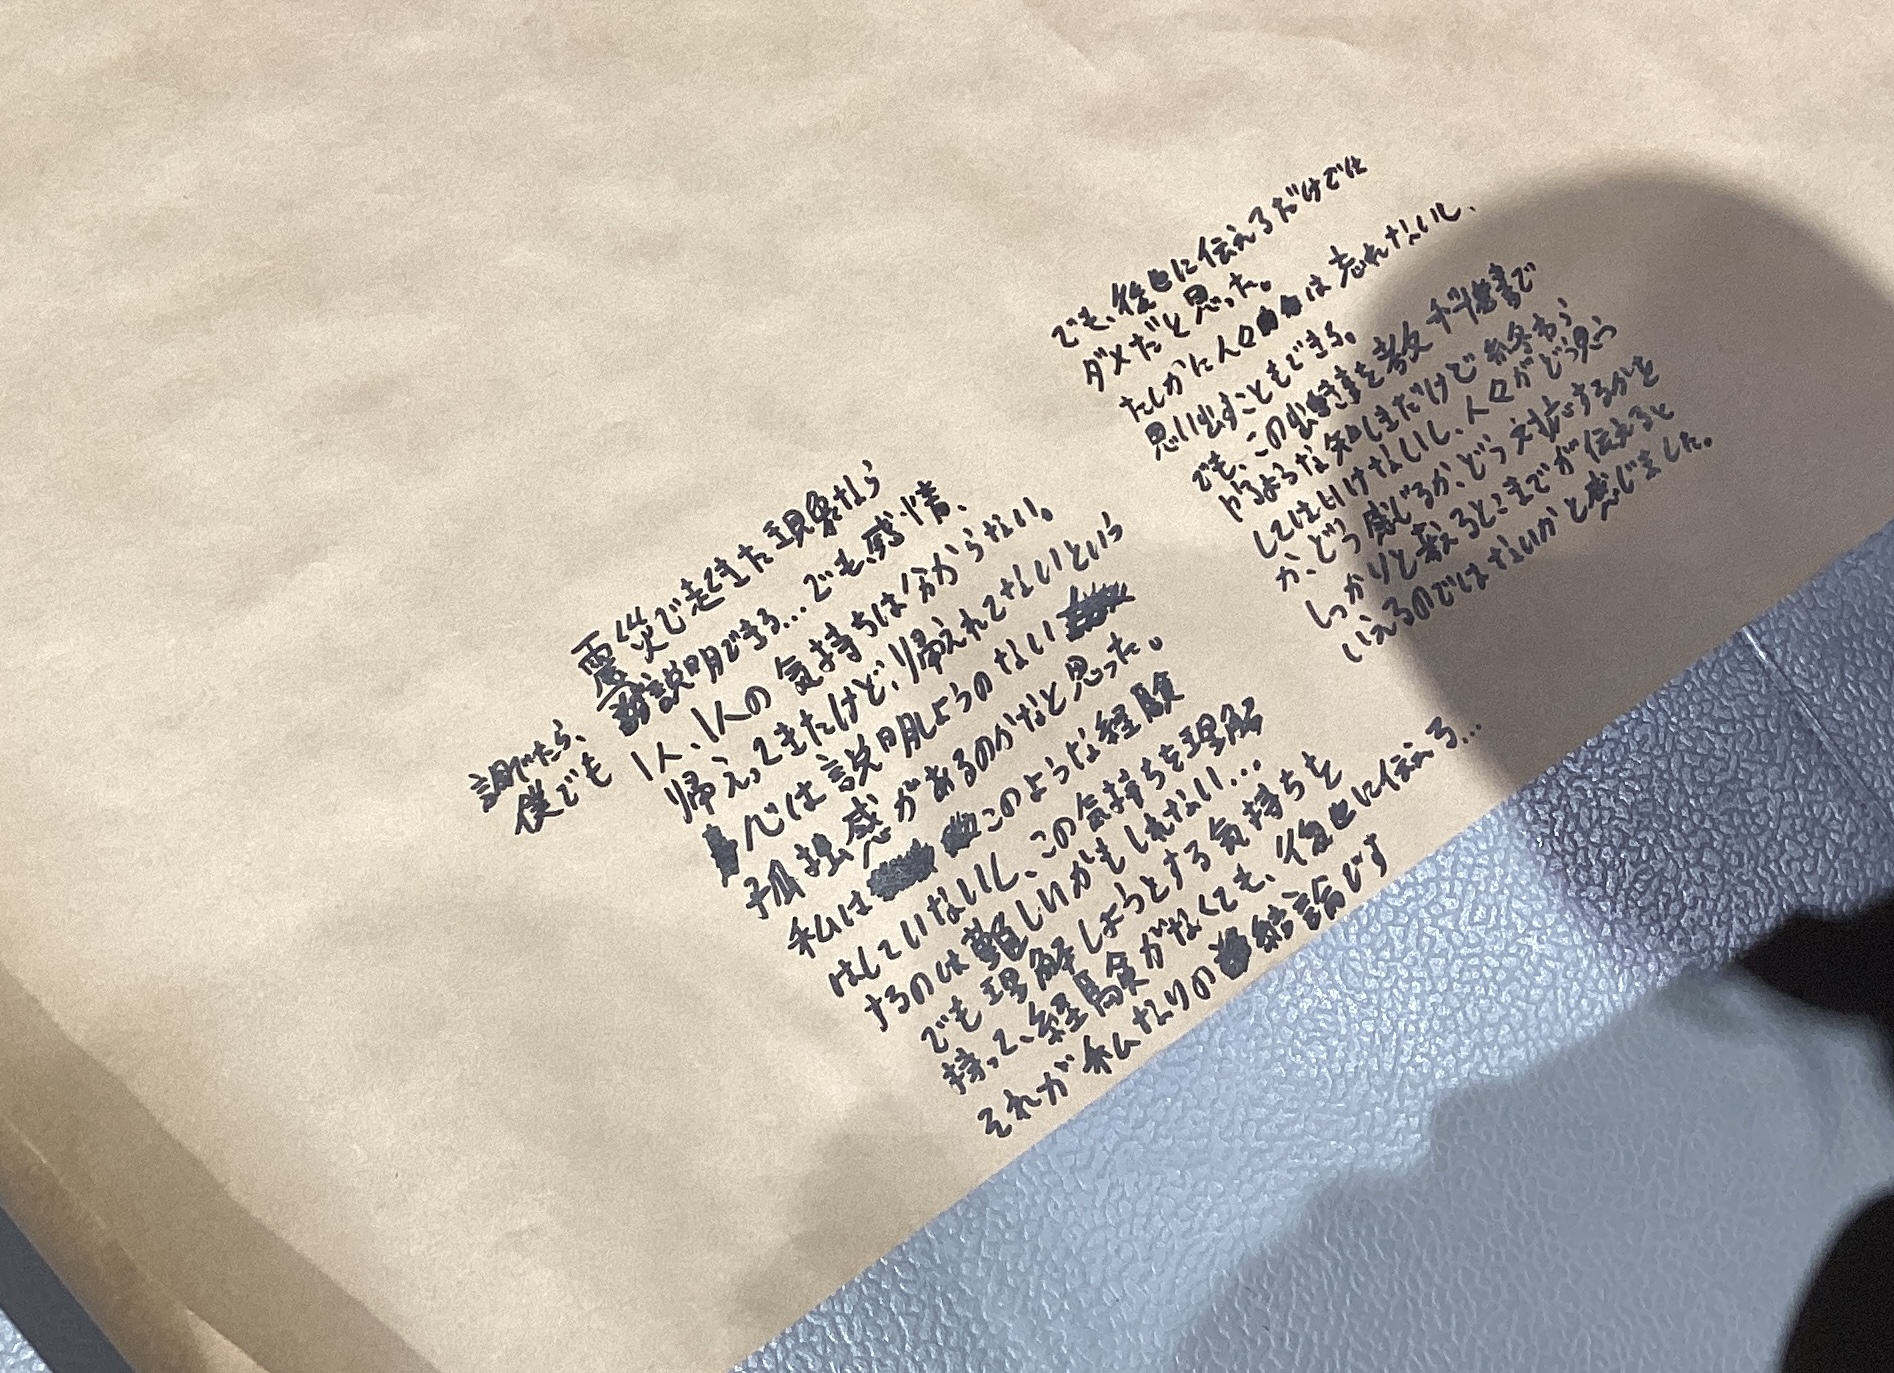 震災で起きた現象なら
調べたら、
僕でも
説明できる…でも、感情、
1人、1人の気持ちは分からない。
帰えってきたけど、帰えれてないという
心は説明しようのない
予想感があるのかなと思った。
私は このような経験
はしていないし、この気持ちを理解
するのは難しいかもしれない…
でも理解しようとする気持ちを
持って、経験がなくても、後世に伝える…
それが私なりの結論です
でも、後世に伝えるだけでは
ダメだと思った。
たしかに人々は忘れないし、
思い出すこともできる。
でも、この出来事を教科書で
やるような知しきだけで終わら
してはいけないし、人々がどう思う
か、どう感じるか、どう対応するかを
しっかりと教えるとこまでが伝えると
いえるのではないかと感じました。